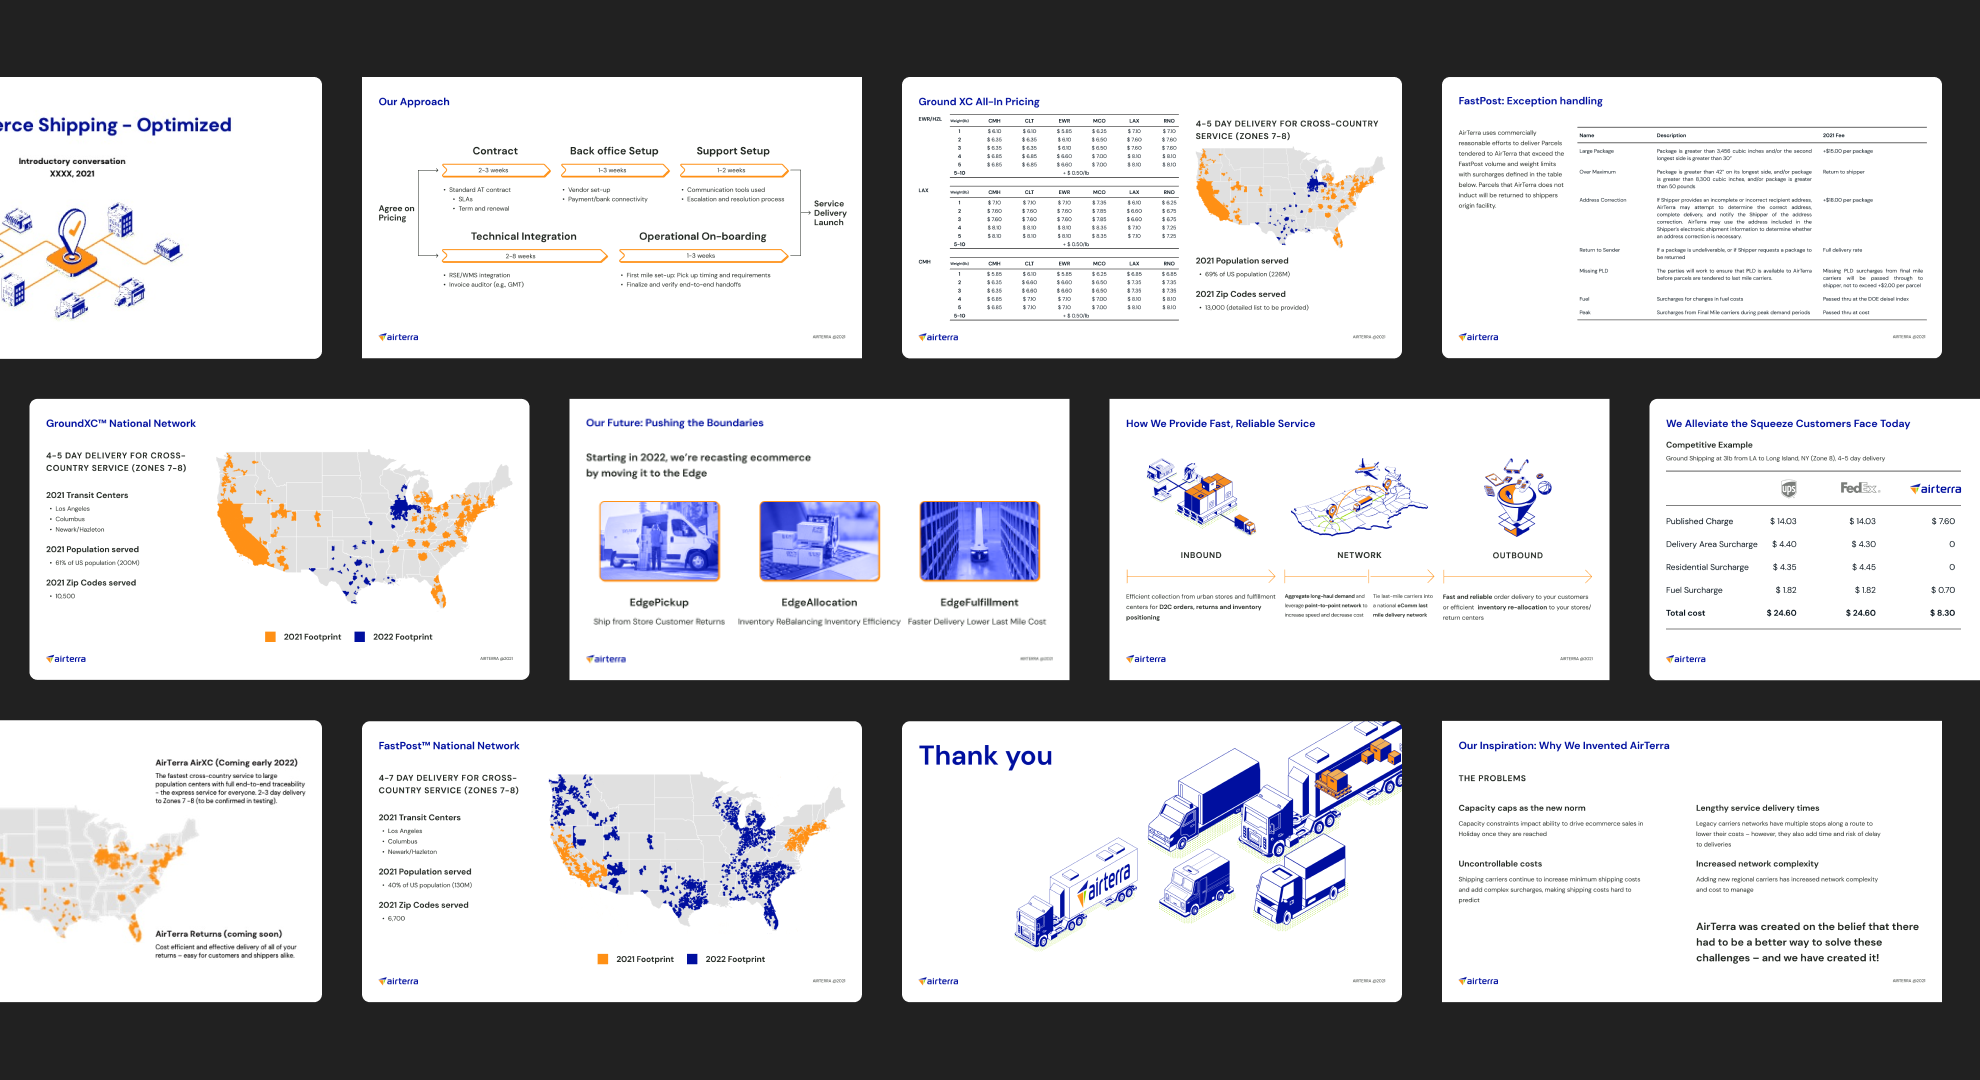 erce Shipping - Optimized
Introductory conversation
XXXX, 2021
Our Approach
Contract
2-3 weeks
• Standard AT contract
• SLAs
• Term and renewal
Back office Setup
1-3 weeks
• Vendor set-up
• Payment/bank connectivity
Support Setup
1-2 weeks
• Communication tools used
• Escalation and resolution process
Agree on
Pricing
Service
Delivery
Launch
Technical Integration
2-8 weeks
• RSE/WMS integration
• Invoice auditor (e.g., GMT)
Operational On-boarding
1-3 weeks
• First mile set-up: Pick up timing and requirements
• Finalize and verify end-to-end handoffs
airterra
AIRTERRA @2021
Ground XC All-In Pricing
EWR/HZL Weight(lb) CMH CLT EWR MCO LAX RNO
1 $ 6.10 $ 6.10 $ 5.85 $ 6.25 $ 7.10 $ 7.10
2 $ 6.35 $ 6.35 $ 6.10 $ 6.50 $ 7.60 $ 7.60
3 $ 6.35 $ 6.35 $ 6.10 $ 6.50 $ 7.60 $ 7.60
4 $ 6.85 $ 6.85 $ 6.60 $ 7.00 $ 8.10 $ 8.10
5 $ 6.85 $ 6.85 $ 6.60 $ 7.00 $ 8.10 $ 8.10
5-10 + $ 0.50/lb
LAX Weight(lb) CMH CLT EWR MCO LAX RNO
1 $ 7.10 $ 7.10 $ 7.10 $ 7.35 $ 6.10 $ 6.25
2 $ 7.60 $ 7.60 $ 7.60 $ 7.85 $ 6.60 $ 6.75
3 $ 7.60 $ 7.60 $ 7.60 $ 7.85 $ 6.60 $ 6.75
4 $ 8.10 $ 8.10 $ 8.10 $ 8.35 $ 7.10 $ 7.25
5 $ 8.10 $ 8.10 $ 8.10 $ 8.35 $ 7.10 $ 7.25
5-10 + $ 0.50/lb
CMH Weight(lb) CMH CLT EWR MCO LAX RNO
1 $ 5.85 $ 6.10 $ 5.85 $ 6.25 $ 6.85 $ 6.85
2 $ 6.35 $ 6.60 $ 6.35 $ 6.50 $ 7.35 $ 7.35
3 $ 6.35 $ 6.60 $ 6.35 $ 6.50 $ 7.35 $ 7.35
4 $ 6.85 $ 7.10 $ 7.10 $ 7.00 $ 8.10 $ 8.10
5 $ 6.85 $ 7.10 $ 7.10 $ 7.00 $ 8.10 $ 8.10
5-10 + $ 0.50/lb
4-5 DAY DELIVERY FOR CROSS-COUNTRY
SERVICE (ZONES 7-8)
2021 Population served
• 69% of US population (226M)
2021 Zip Codes served
• 13,000 (detailed list to be provided)
airterra
AIRTERRA @2021
FastPost: Exception handling
AirTerra uses commercially
reasonable efforts to deliver Parcels
tendered to AirTerra that exceed the
FastPost volume and weight limits
with surcharges defined in the table
below. Parcels that AirTerra does not
induct will be returned to shippers
origin facility.
Name Description 2021 Fee
Large Package Package is greater than 3,456 cubic inches and/or the second +$15.00 per package
longest side is greater than 30"
Over Maximum Package is greater than 42" on its longest side, and/or package Return to shipper
is greater than 8,300 cubic inches, and/or package is greater
than 50 pounds
Address Correction If Shipper provides an incomplete or incorrect recipient address, +$18.00 per package
AirTerra may attempt to determine the correct address,
complete delivery, and notify the Shipper of the address
correction. AirTerra may use the address included in the
Shipper's electronic shipment information to determine whether
an address correction is necessary.
Return to Sender If a package is undeliverable, or if Shipper requests a package to Full delivery rate
be returned
Missing PLD The parties will work to ensure that PLD is available to AirTerra Missing PLD surcharges from final mile
before parcels are tendered to last mile carriers. carriers will be passed through to
shipper, not to exceed +$2.00 per parcel
Fuel Surcharges for changes in fuel costs Passed thru at the DOE deisel index
Peak Surcharges from Final Mile carriers during peak demand periods Passed thru at cost
airterra
AIRTERRA @2021
GroundXC™ National Network
4-5 DAY DELIVERY FOR CROSS-
COUNTRY SERVICE (ZONES 7-8)
2021 Transit Centers
• Los Angeles
• Columbus
• Newark/Hazleton
2021 Population served
• 61% of US population (200M)
2021 Zip Codes served
• 10,500
2021 Footprint 2022 Footprint
airterra
AIRTERRA @2021
Our Future: Pushing the Boundaries
Starting in 2022, we're recasting ecommerce
by moving it to the Edge
EdgePickup
Ship from Store Customer Returns
EdgeAllocation
Inventory ReBalancing Inventory Efficiency
EdgeFulfillment
Faster Delivery Lower Last Mile Cost
airterra
AIRTERRA @2021
How We Provide Fast, Reliable Service
INBOUND
Efficient collection from urban stores and fulfillment
centers for D2C orders, returns and inventory
positioning
NETWORK
Aggregate long-haul demand and
leverage point-to-point network to
increase speed and decrease cost
Tie last-mile carriers into
a national eComm last
mile delivery network
OUTBOUND
Fast and reliable order delivery to your customers
or efficient inventory re-allocation to your stores/
return centers
airterra
AIRTERRA @2021
We Alleviate the Squeeze Customers Face Today
Competitive Example
Ground Shipping at 3lb from LA to Long Island, NY (Zone 8), 4-5 day delivery
ups FedEx. airterra
Published Charge $ 14.03 $ 14.03 $ 7.60
Delivery Area Surcharge $ 4.40 $ 4.30 0
Residential Surcharge $ 4.35 $ 4.45 0
Fuel Surcharge $ 1.82 $ 1.82 $ 0.70
Total cost $ 24.60 $ 24.60 $ 8.30
airterra
AirTerra AirXC (Coming early 2022)
The fastest cross-country service to large
population centers with full end-to-end traceability
- the express service for everyone. 2-3 day delivery
to Zones 7 -8 (to be confirmed in testing).
AirTerra Returns (coming soon)
Cost efficient and effective delivery of all of your
returns – easy for customers and shippers alike.
FastPost™ National Network
4-7 DAY DELIVERY FOR CROSS-
COUNTRY SERVICE (ZONES 7-8)
2021 Transit Centers
• Los Angeles
• Columbus
• Newark/Hazleton
2021 Population served
• 40% of US population (130M)
2021 Zip Codes served
• 6,700
2021 Footprint 2022 Footprint
airterra
AIRTERRA @2021
Thank you
airterra
airterra
AIRTERRA @2021
Our Inspiration: Why We Invented AirTerra
THE PROBLEMS
Capacity caps as the new norm
Capacity constraints impact ability to drive ecommerce sales in
Holiday once they are reached
Uncontrollable costs
Shipping carriers continue to increase minimum shipping costs
and add complex surcharges, making shipping costs hard to
predict
Lengthy service delivery times
Legacy carriers networks have multiple stops along a route to
lower their costs – however, they also add time and risk of delay
to deliveries
Increased network complexity
Adding new regional carriers has increased network complexity
and cost to manage
AirTerra was created on the belief that there
had to be a better way to solve these
challenges – and we have created it!
airterra
AIRTERRA @2021